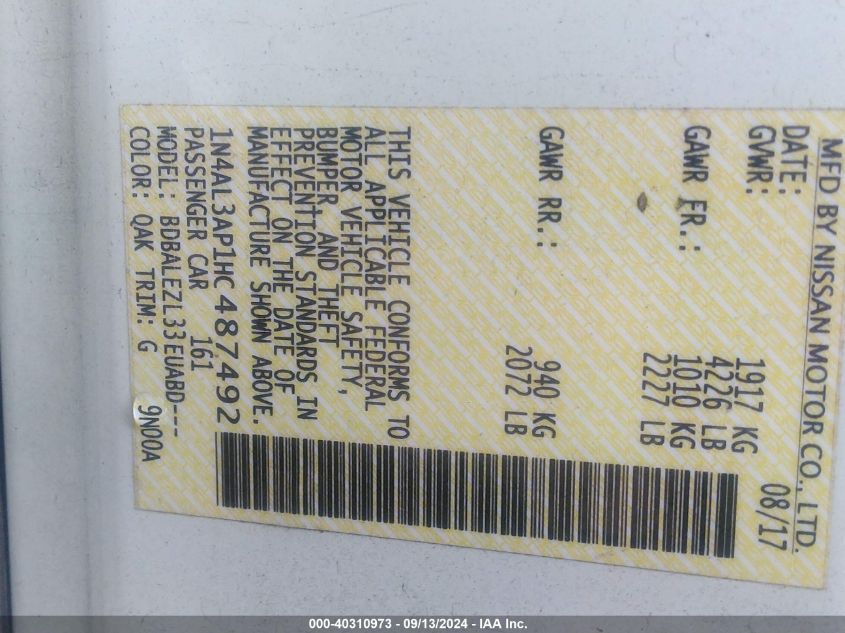 MFD BY NISSAN MOTOR CO., LTD.
DATE: 08/17
GVWR: 1917 KG
4226 LB
GAWR FR.: 1010 KG
2227 LB
GAWR RR.: 940 KG
2072 LB
THIS VEHICLE CONFORMS TO
ALL APPLICABLE FEDERAL
MOTOR VEHICLE SAFETY,
BUMPER, AND THEFT
PREVENTION STANDARDS IN
EFFECT ON THE DATE OF
MANUFACTURE SHOWN ABOVE.
1N4AL3AP1HC487492
PASSENGER CAR 161
MODEL: BDBALEZL33EUABD---
COLOR: QAK TRIM: G 9N00A
000-40310973 - 09/13/2024 - IAA Inc.